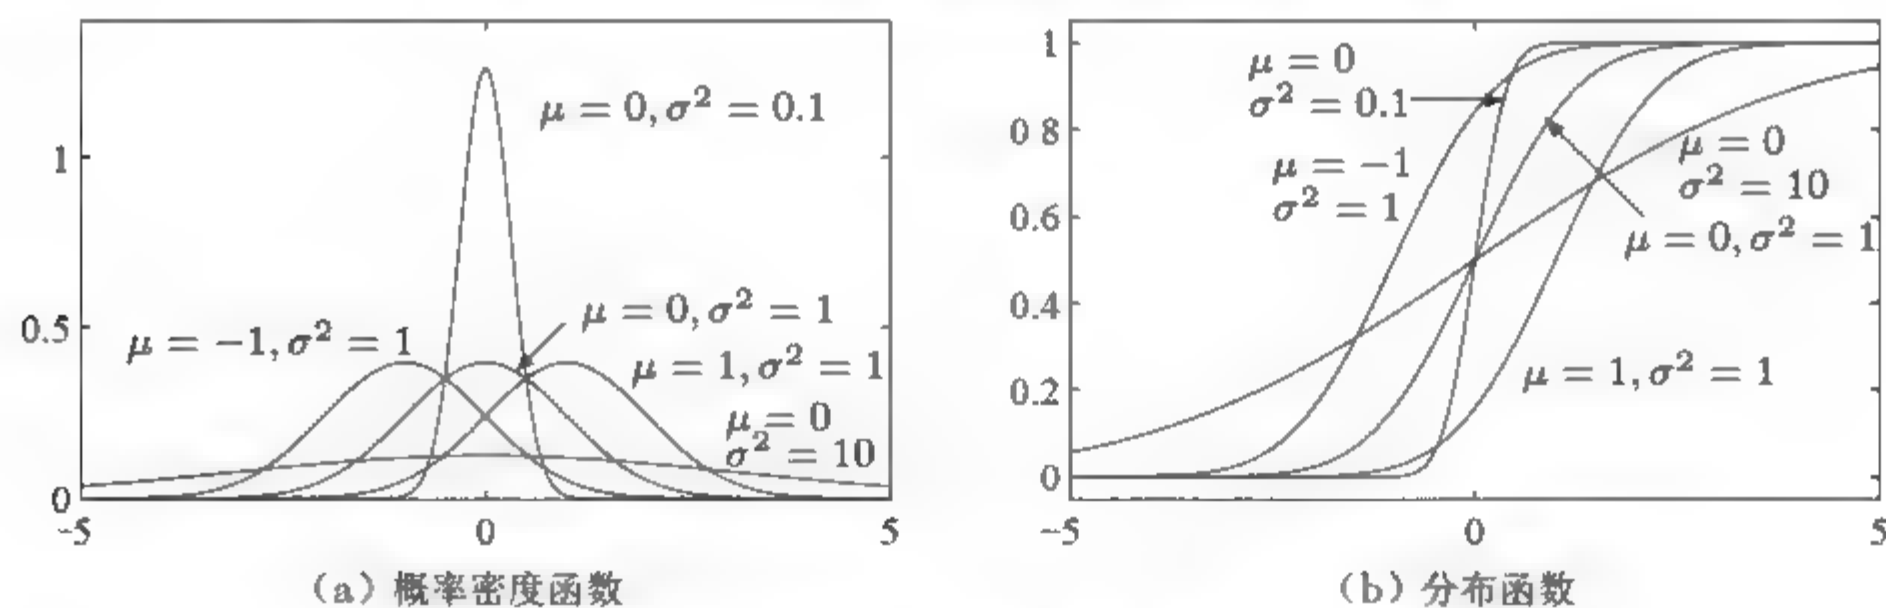 μ = 0, σ² = 0.1
1
μ = 0, σ² = 1
0.5
μ = −1, σ² = 1
μ = 1, σ² = 1
μ = 0
σ² = 10
0
−5
0
5
(a) 概率密度函数
1
μ = 0
σ² = 0.1
0 8
μ = 0
σ² = 10
μ = −1
σ² = 1
0.6
μ = 0, σ² = 1
0.4
μ = 1, σ² = 1
0.2
0
−5
0
5
(b) 分布函数